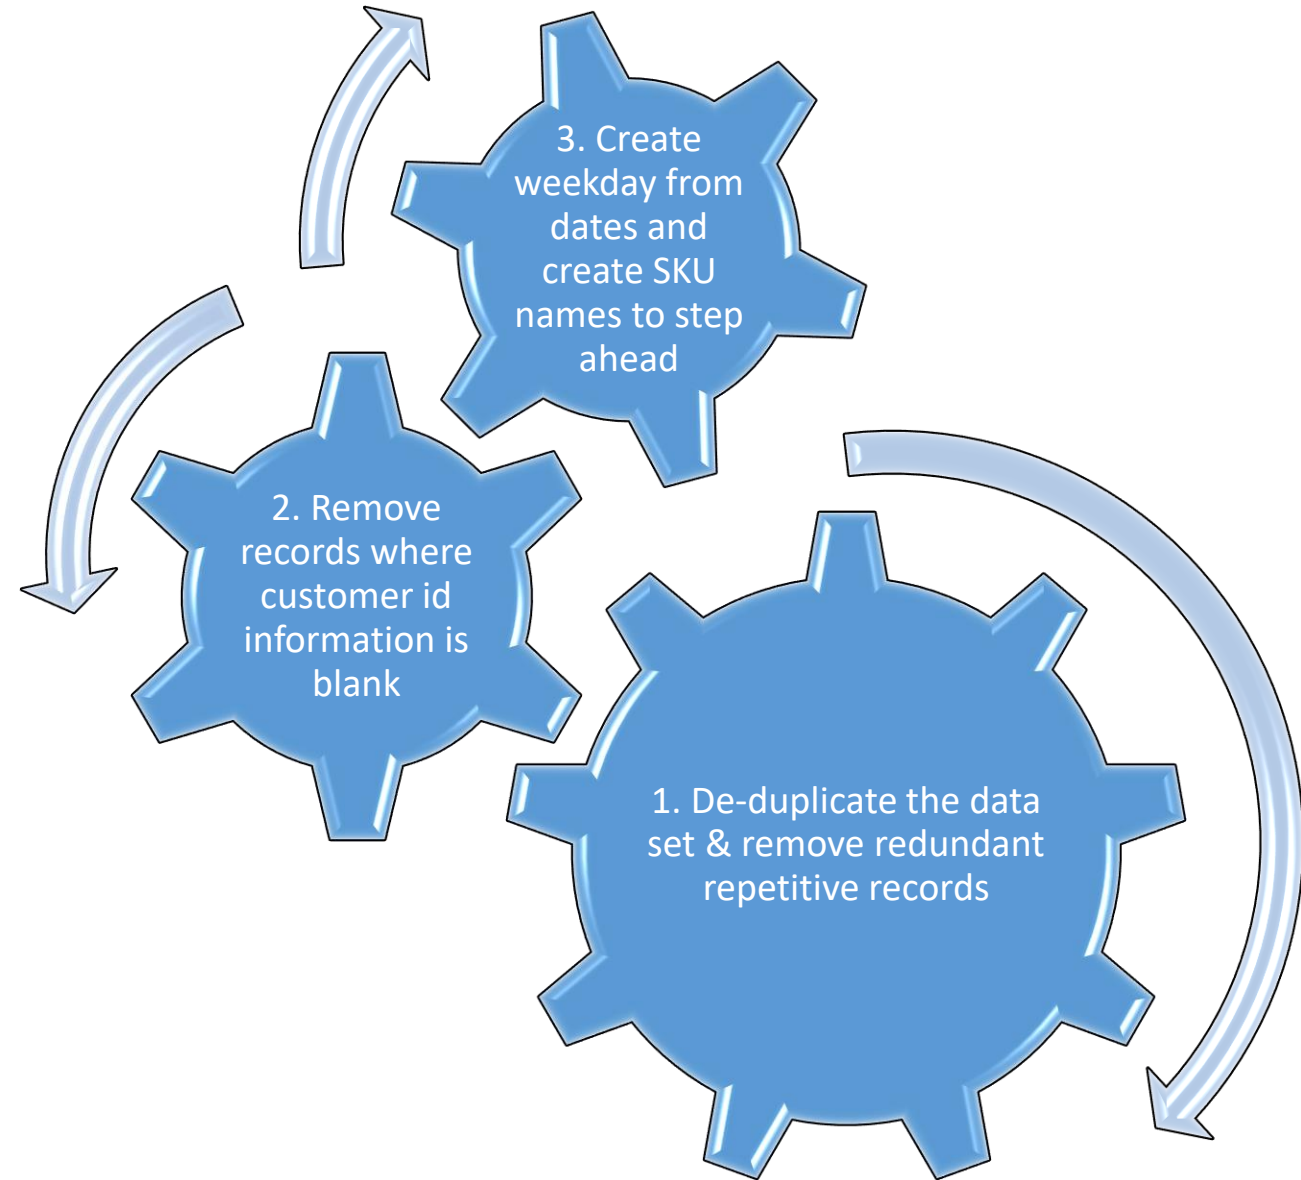 3. Create
weekday from
dates and
create SKU
names to step
ahead
2. Remove
records where
customer id
information is
blank
1. De-duplicate the data
set & remove redundant
repetitive records